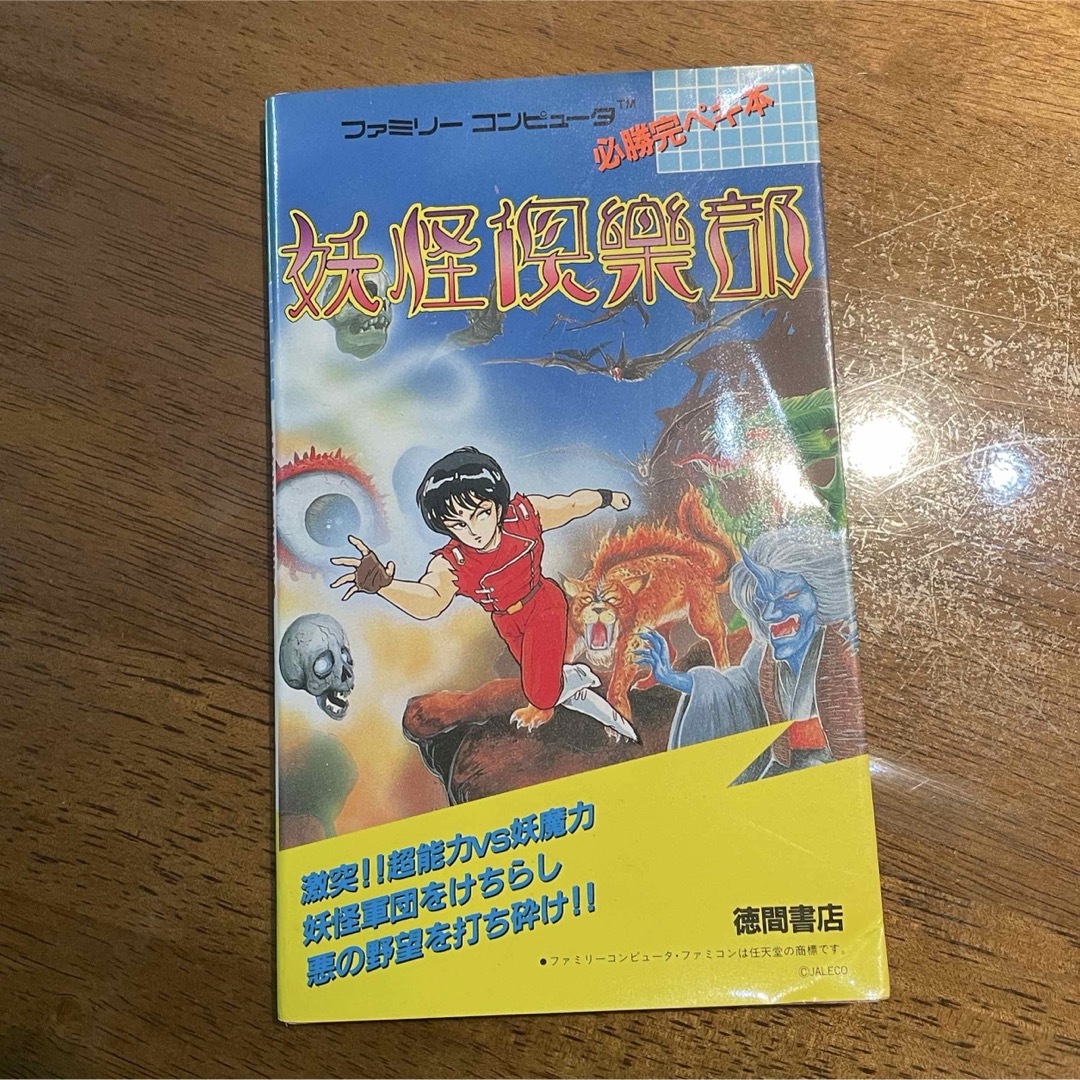 ファミリー コンピュータ™
必勝完ペキ本
妖怪倶樂部
激突!!超能力VS妖魔力
妖怪軍団をけちらし
悪の野望を打ち砕け!!
徳間書店
●ファミリーコンピュータ・ファミコンは任天堂の商標です。
©JALECO